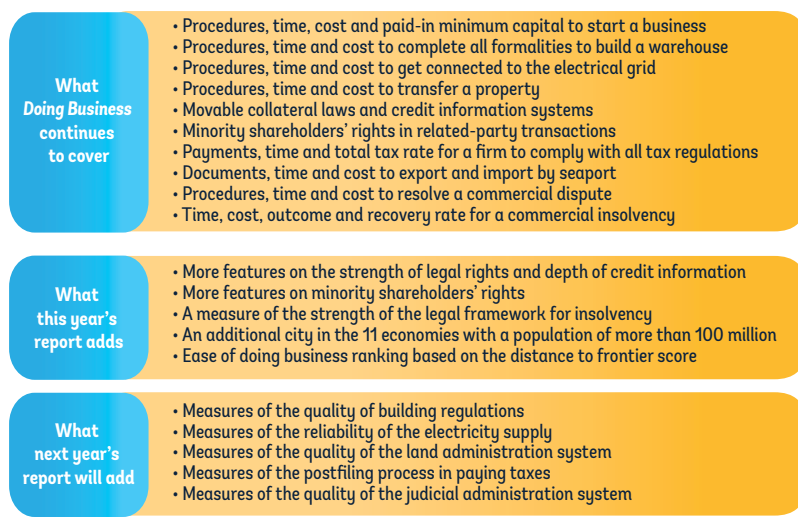 What
Doing Business
continues
to cover
• Procedures, time, cost and paid-in minimum capital to start a business
• Procedures, time and cost to complete all formalities to build a warehouse
• Procedures, time and cost to get connected to the electrical grid
• Procedures, time and cost to transfer a property
• Movable collateral laws and credit information systems
• Minority shareholders' rights in related-party transactions
• Payments, time and total tax rate for a firm to comply with all tax regulations
• Documents, time and cost to export and import by seaport
• Procedures, time and cost to resolve a commercial dispute
• Time, cost, outcome and recovery rate for a commercial insolvency
What
this year's
report adds
• More features on the strength of legal rights and depth of credit information
• More features on minority shareholders' rights
• A measure of the strength of the legal framework for insolvency
• An additional city in the 11 economies with a population of more than 100 million
• Ease of doing business ranking based on the distance to frontier score
What
next year's
report will add
• Measures of the quality of building regulations
• Measures of the reliability of the electricity supply
• Measures of the quality of the land administration system
• Measures of the postfiling process in paying taxes
• Measures of the quality of the judicial administration system